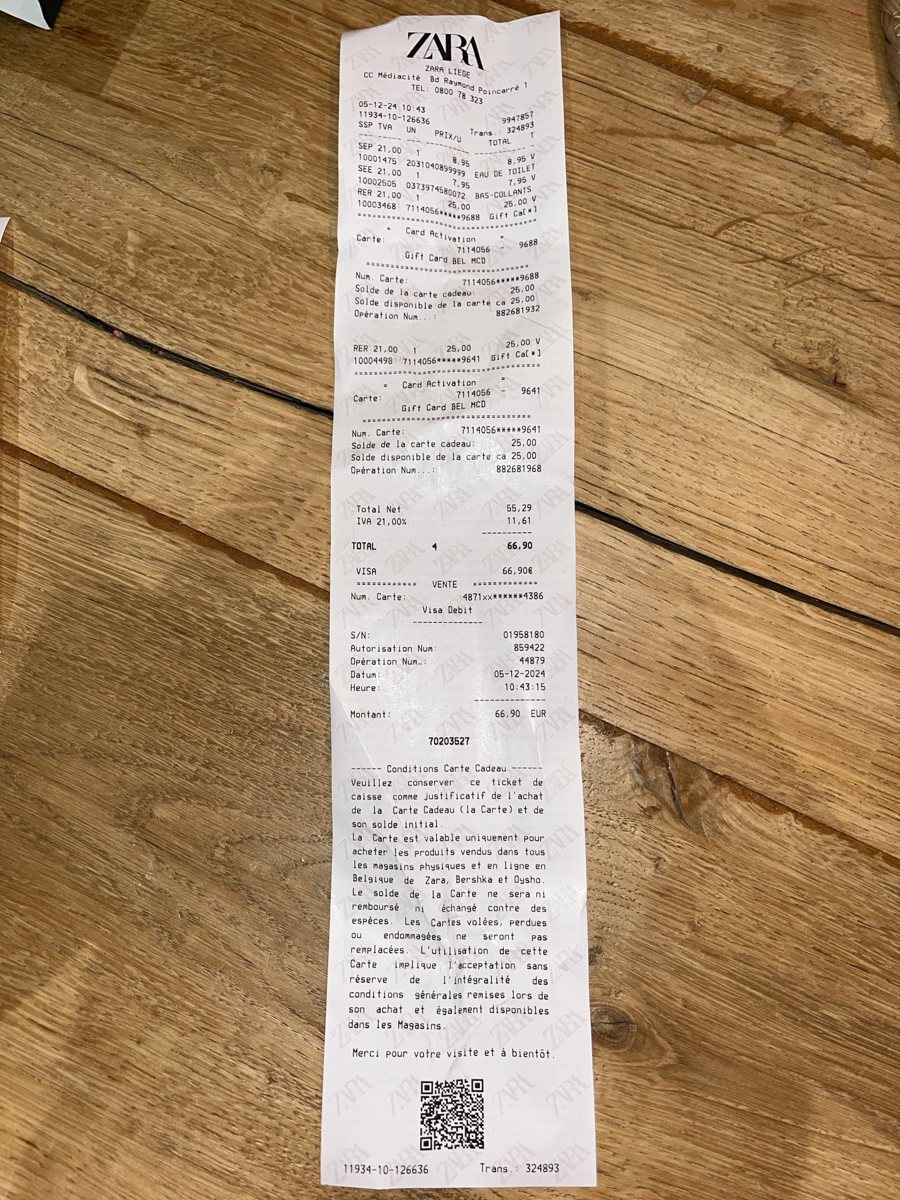 ZARA
ZARA LIEGE
CC Médiacité Bd Raymond Poincarré 1
TEL: 0800 78 323
05-12-24 10:43
11934-10-126636 9947857
Trans.: 324893
SSP TVA UN PRIX/U TOTAL T
SEP 21,00 1 8,95 8,95 V
10001475 2031040899999 EAU DE TOILET
SEE 21,00 1 7,95 7,95 V
10002505 0373974580072 BAS-COLLANTS
RER 21,00 1 25,00 25,00 V
10003468 7114056*****9688 Gift Ca[*]
====================================
" Card Activation "
Carte: 7114056 - 9688
Gift Card BEL MCD
================================
Num. Carte: 7114056*****9688
Solde de la carte cadeau: 25,00
Solde disponible de la carte ca 25,00
Opération Num...: 882681932
RER 21,00 1 25,00 25,00 V
10004498 7114056*****9641 Gift Ca[*]
====================================
" Card Activation "
Carte: 7114056 - 9641
Gift Card BEL MCD
================================
Num. Carte: 7114056*****9641
Solde de la carte cadeau: 25,00
Solde disponible de la carte ca 25,00
Opération Num...: 882681968
Total Net 55,29
IVA 21,00% 11,61
----------
TOTAL 4 66,90
VISA 66,90€
=========== VENTE ============
Num. Carte: 4871xx******4386
Visa Debit
--------------
S/N: 01958180
Autorisation Num: 859422
Opération Num..: 44879
Datum: 05-12-2024
Heure: 10:43:15
--------------
Montant: 66,90 EUR
70203527
------ Conditions Carte Cadeau ------
Veuillez conserver ce ticket de
caisse comme justificatif de l'achat
de la Carte Cadeau (la Carte) et de
son solde initial.
La Carte est valable uniquement pour
acheter les produits vendus dans tous
les magasins physiques et en ligne en
Belgique de Zara, Bershka et Oysho.
Le solde de la Carte ne sera ni
remboursé ni échangé contre des
espèces. Les Cartes volées, perdues
ou endommagées ne seront pas
remplacées. L'utilisation de cette
Carte implique l'acceptation sans
réserve de l'intégralité des
conditions générales remises lors de
son achat et également disponibles
dans les Magasins.
Merci pour votre visite et à bientôt.
11934-10-126636 Trans.: 324893